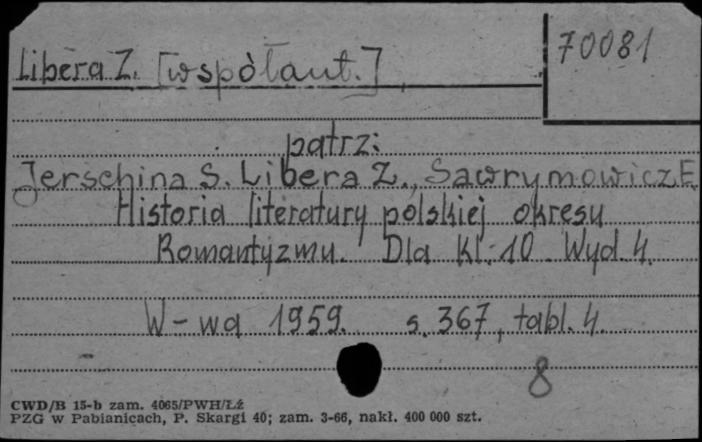 70081
Libera Z. [współaut.]
patrz:
Jerschina S. Libera Z., Sawrymowicz E.
Historia literatury polskiej okresu
Romantyzmu. Dla kl. 10. Wyd. 4.
W-wa 1959. s. 367, tabl. 4.
8
CWD/B 15-b zam. 4065/PWH/Łź
PZG w Pabianicach, P. Skargi 40; zam. 3-66, nakł. 400 000 szt.